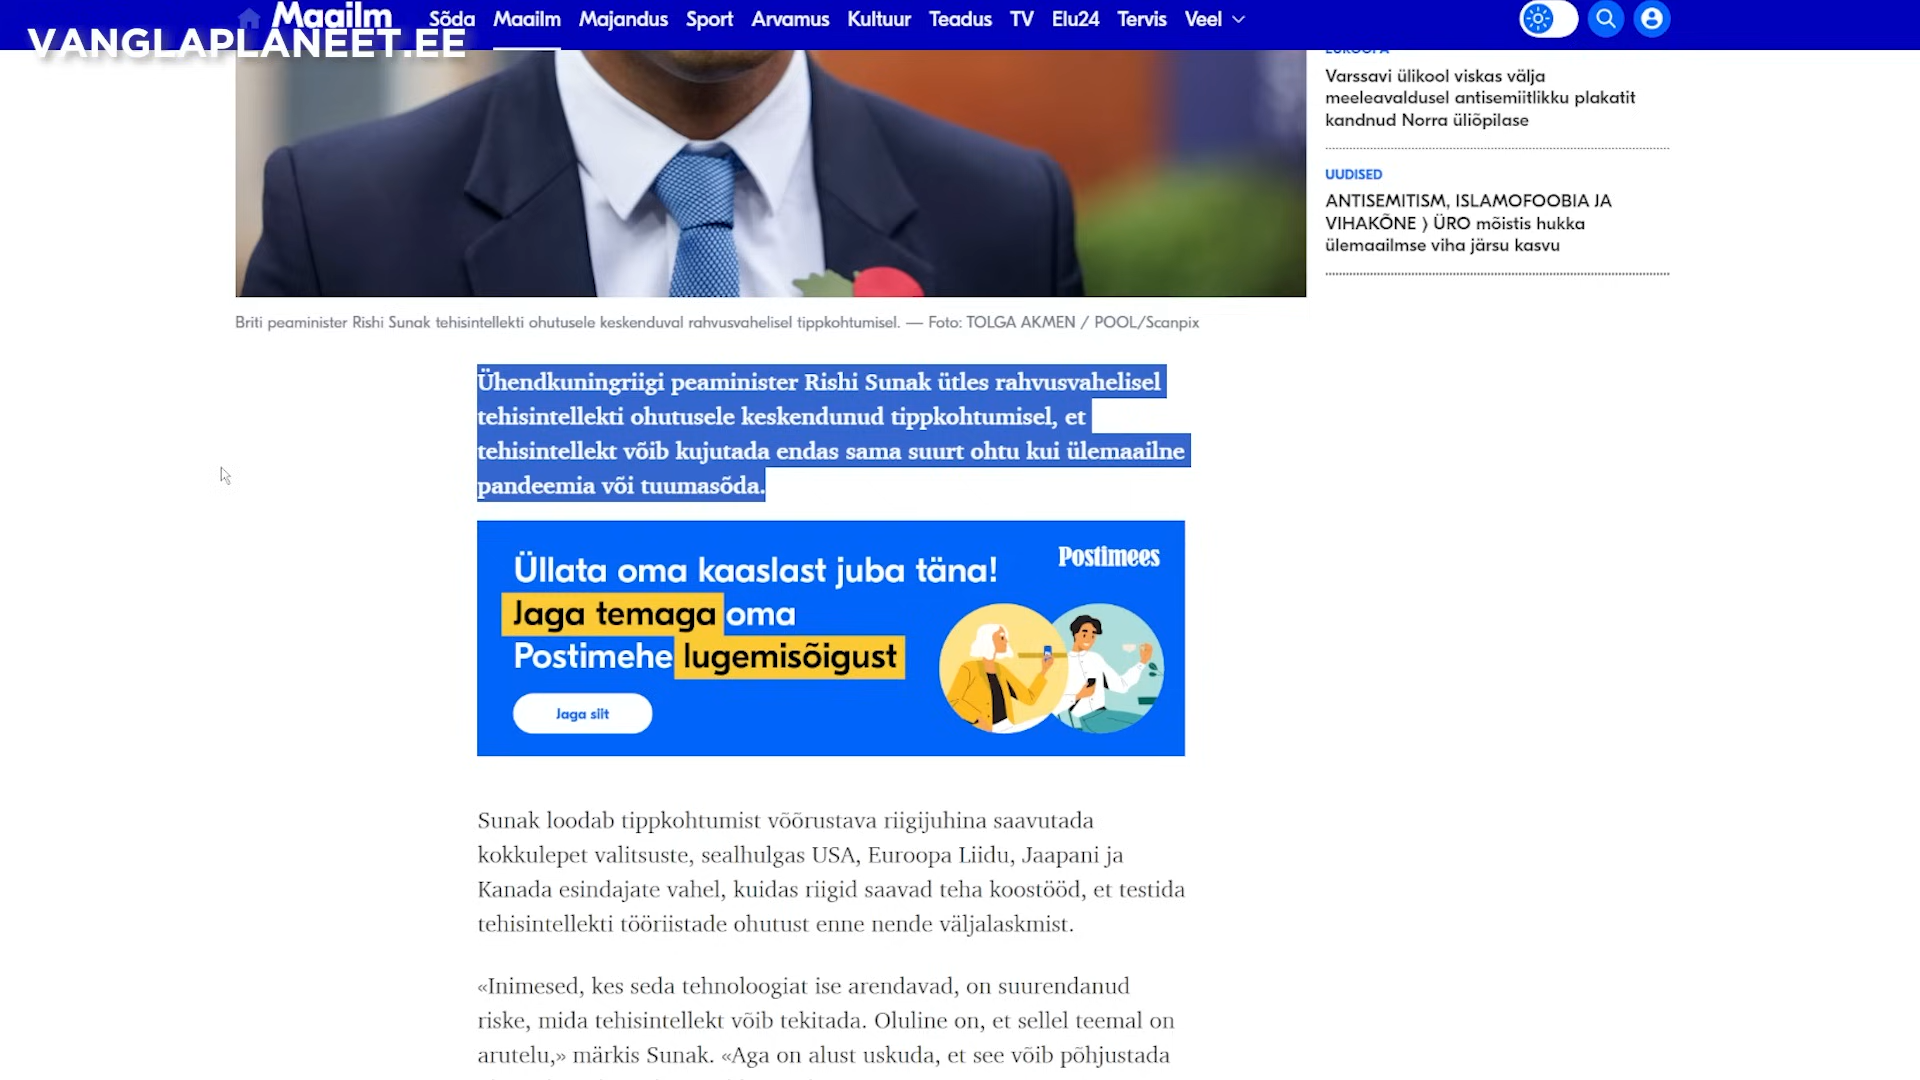 Maailm
Sõda Maailm Majandus Sport Arvamus Kultuur Teadus TV Elu24 Tervis Veel
VANGLAPLANEET.EE
EUROOPA
Varssavi ülikool viskas välja
meeleavaldusel antisemiitlikku plakatit
kandnud Norra üliõpilase
UUDISED
ANTISEMITISM, ISLAMOFOOBIA JA
VIHAKÕNE ⟩ ÜRO mõistis hukka
ülemaailmse viha järsu kasvu
Briti peaminister Rishi Sunak tehisintellekti ohutusele keskenduval rahvusvahelisel tippkohtumisel. — Foto: TOLGA AKMEN / POOL/Scanpix
Ühendkuningriigi peaminister Rishi Sunak ütles rahvusvahelisel
tehisintellekti ohutusele keskendunud tippkohtumisel, et
tehisintellekt võib kujutada endas sama suurt ohtu kui ülemaailne
pandeemia või tuumasõda.
Üllata oma kaaslast juba täna!
Jaga temaga oma
Postimehe lugemisõigust
Postimees
Jaga siit
Sunak loodab tippkohtumist võõrustava riigijuhina saavutada
kokkulepet valitsuste, sealhulgas USA, Euroopa Liidu, Jaapani ja
Kanada esindajate vahel, kuidas riigid saavad teha koostööd, et testida
tehisintellekti tööriistade ohutust enne nende väljalaskmist.
«Inimesed, kes seda tehnoloogiat ise arendavad, on suurendanud
riske, mida tehisintellekt võib tekitada. Oluline on, et sellel teemal on
arutelu,» märkis Sunak. «Aga on alust uskuda, et see võib põhjustada